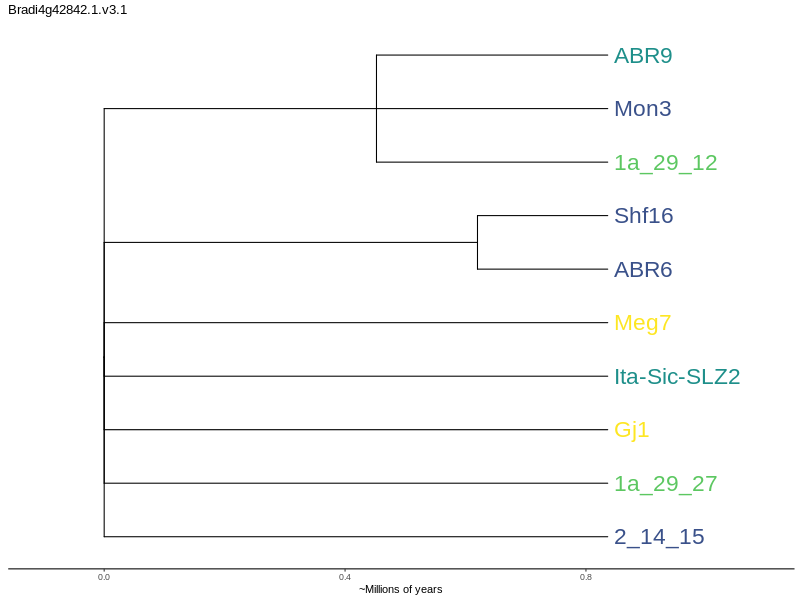 Bradi4g42842.1.v3.1
ABR9
Mon3
1a_29_12
Shf16
ABR6
Meg7
Ita-Sic-SLZ2
Gj1
1a_29_27
2_14_15
0.0 0.4 0.8
~Millions of years